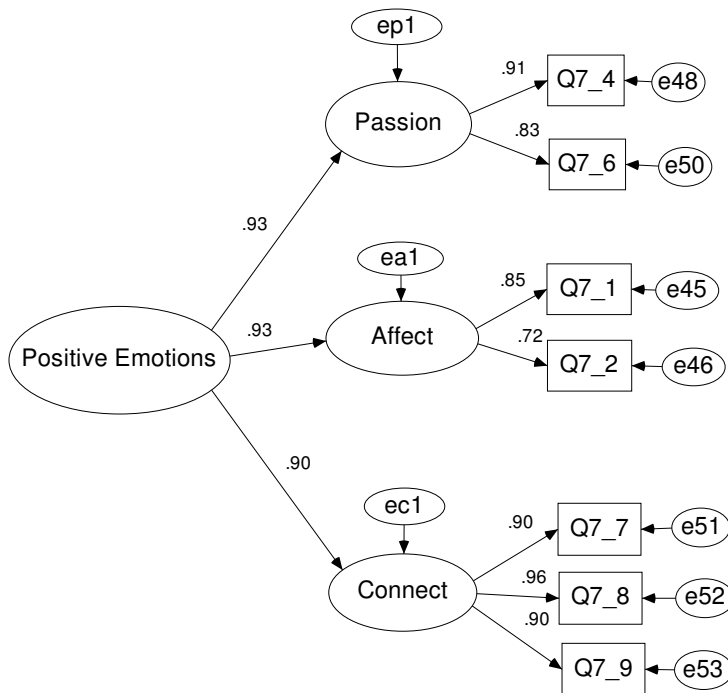 ep1
.91
Q7_4
e48
Passion
.83
Q7_6
e50
.93
ea1
.85
Q7_1
e45
.93
Affect
.72
Q7_2
e46
Positive Emotions
.90
ec1
.90
Q7_7
e51
Connect
.96
Q7_8
e52
.90
Q7_9
e53